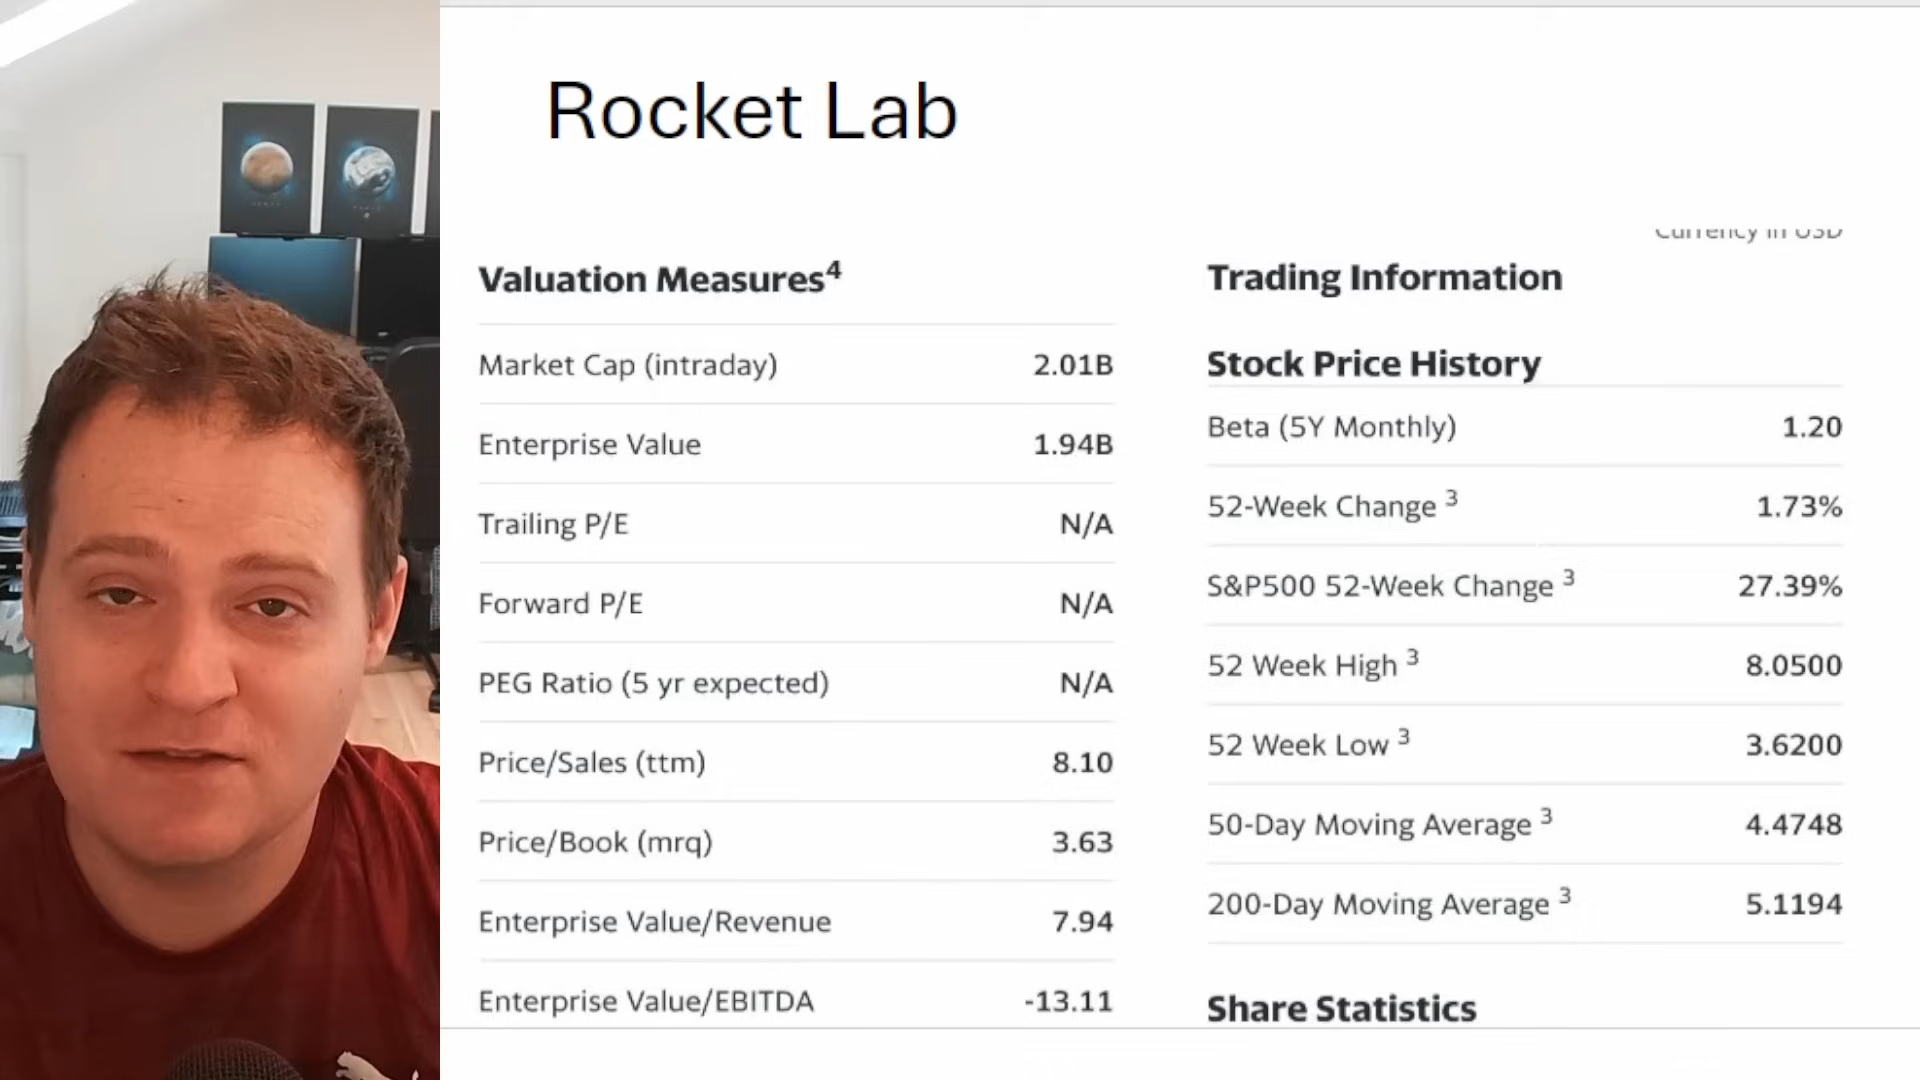 Rocket Lab
Currency in USD
Valuation Measures4
Market Cap (intraday) 2.01B
Enterprise Value 1.94B
Trailing P/E N/A
Forward P/E N/A
PEG Ratio (5 yr expected) N/A
Price/Sales (ttm) 8.10
Price/Book (mrq) 3.63
Enterprise Value/Revenue 7.94
Enterprise Value/EBITDA -13.11
Trading Information
Stock Price History
Beta (5Y Monthly) 1.20
52-Week Change 3 1.73%
S&P500 52-Week Change 3 27.39%
52 Week High 3 8.0500
52 Week Low 3 3.6200
50-Day Moving Average 3 4.4748
200-Day Moving Average 3 5.1194
Share Statistics